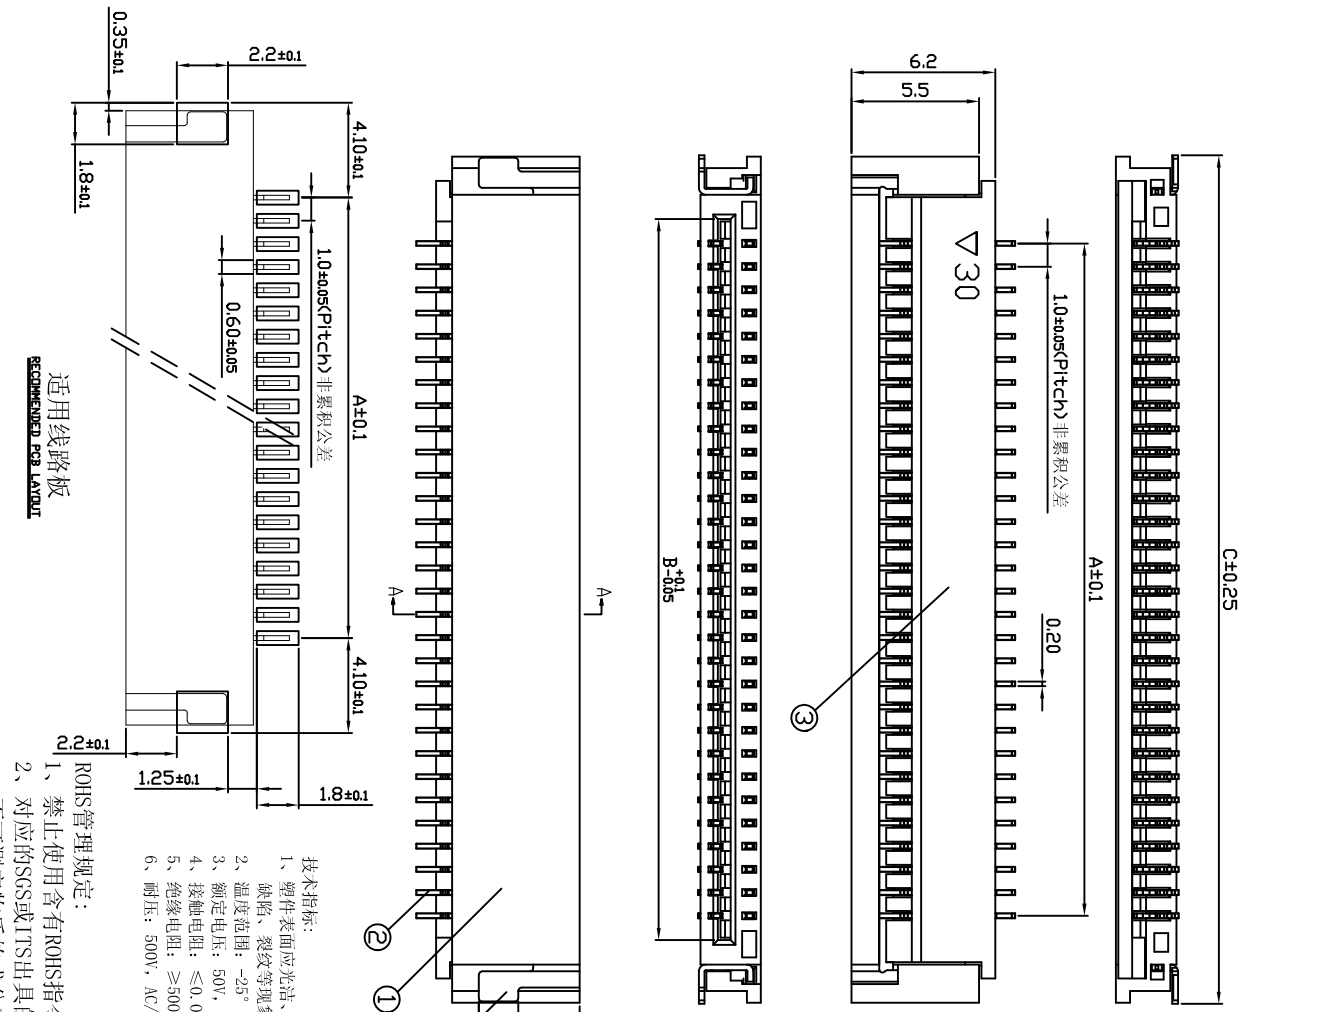 C±0.25
A±0.1
1.0±0.05(Pitch)非累积公差
0.20
6.2
5.5
▽30
③
B+0.1 -0.05
A
A
①
②
4.10±0.1
A±0.1
4.10±0.1
1.0±0.05(Pitch)非累积公差
0.60±0.05
2.2±0.1
0.35±0.1
1.8±0.1
2.2±0.1
1.25±0.1
1.8±0.1
适用线路板
RECOMMENDED PCB LAYOUT
技术指标:
1、塑件表面应光洁、
缺陷、裂纹等现象
2、温度范围: -25°
3、额定电压: 50V,
4、接触电阻: ≤0.0
5、绝缘电阻: ≥500
6、耐压: 500V, AC/
ROHS管理规定:
1、禁止使用含有ROHS指令
2、对应的SGS或ITS出具的